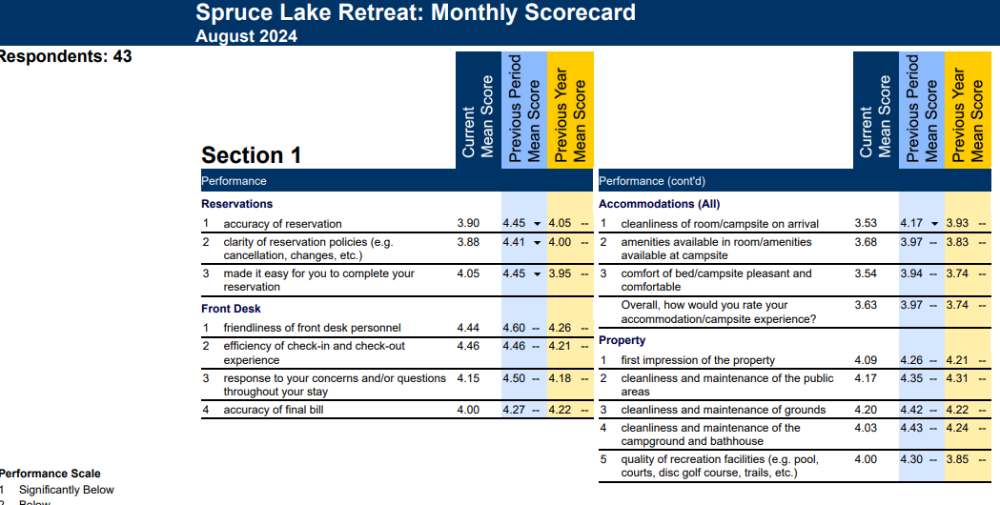 Spruce Lake Retreat: Monthly Scorecard
August 2024
Respondents: 43
Section 1
Current Mean Score
Previous Period Mean Score
Previous Year Mean Score
Performance
Reservations
1 accuracy of reservation 3.90 4.45 ▼ 4.05 --
2 clarity of reservation policies (e.g. 3.88 4.41 ▼ 4.00 --
cancellation, changes, etc.)
3 made it easy for you to complete your 4.05 4.45 ▼ 3.95 --
reservation
Front Desk
1 friendliness of front desk personnel 4.44 4.60 -- 4.26 --
2 efficiency of check-in and check-out 4.46 4.46 -- 4.21 --
experience
3 response to your concerns and/or questions 4.15 4.50 -- 4.18 --
throughout your stay
4 accuracy of final bill 4.00 4.27 -- 4.22 --
Current Mean Score
Previous Period Mean Score
Previous Year Mean Score
Performance (cont'd)
Accommodations (All)
1 cleanliness of room/campsite on arrival 3.53 4.17 ▼ 3.93 --
2 amenities available in room/amenities 3.68 3.97 -- 3.83 --
available at campsite
3 comfort of bed/campsite pleasant and 3.54 3.94 -- 3.74 --
comfortable
Overall, how would you rate your 3.63 3.97 -- 3.74 --
accommodation/campsite experience?
Property
1 first impression of the property 4.09 4.26 -- 4.21 --
2 cleanliness and maintenance of the public 4.17 4.35 -- 4.31 --
areas
3 cleanliness and maintenance of grounds 4.20 4.42 -- 4.22 --
4 cleanliness and maintenance of the 4.03 4.43 -- 4.24 --
campground and bathhouse
5 quality of recreation facilities (e.g. pool, 4.00 4.30 -- 3.85 --
courts, disc golf course, trails, etc.)
Performance Scale
1 Significantly Below
2 Below